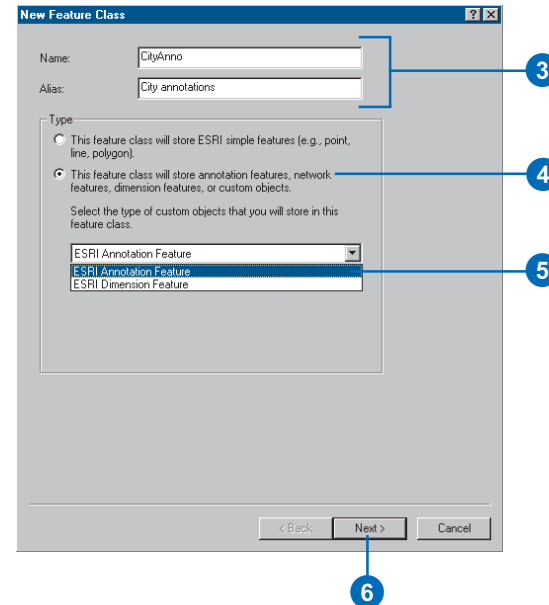 New Feature Class
Name:
CityAnno
3
Alias:
City annotations
Type
This feature class will store ESRI simple features (e.g., point,
line, polygon).
This feature class will store annotation features, network
features, dimension features, or custom objects.
4
Select the type of custom objects that you will store in this
feature class.
ESRI Annotation Feature
ESRI Annotation Feature
5
ESRI Dimension Feature
< Back
Next >
Cancel
6